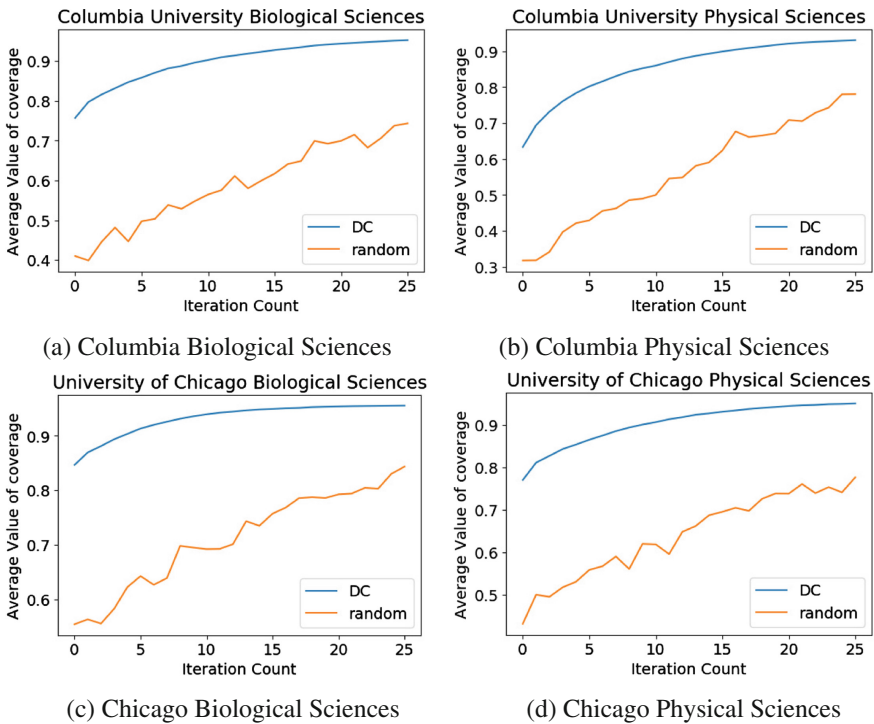 Columbia University Biological Sciences
Average Value of coverage
0.9
0.8
0.7
0.6
0.5
0.4
DC
random
0 5 10 15 20 25
Iteration Count
(a) Columbia Biological Sciences
Columbia University Physical Sciences
Average Value of coverage
0.9
0.8
0.7
0.6
0.5
0.4
0.3
DC
random
0 5 10 15 20 25
Iteration Count
(b) Columbia Physical Sciences
University of Chicago Biological Sciences
Average Value of coverage
0.9
0.8
0.7
0.6
DC
random
0 5 10 15 20 25
Iteration Count
(c) Chicago Biological Sciences
University of Chicago Physical Sciences
Average Value of coverage
0.9
0.8
0.7
0.6
0.5
DC
random
0 5 10 15 20 25
Iteration Count
(d) Chicago Physical Sciences